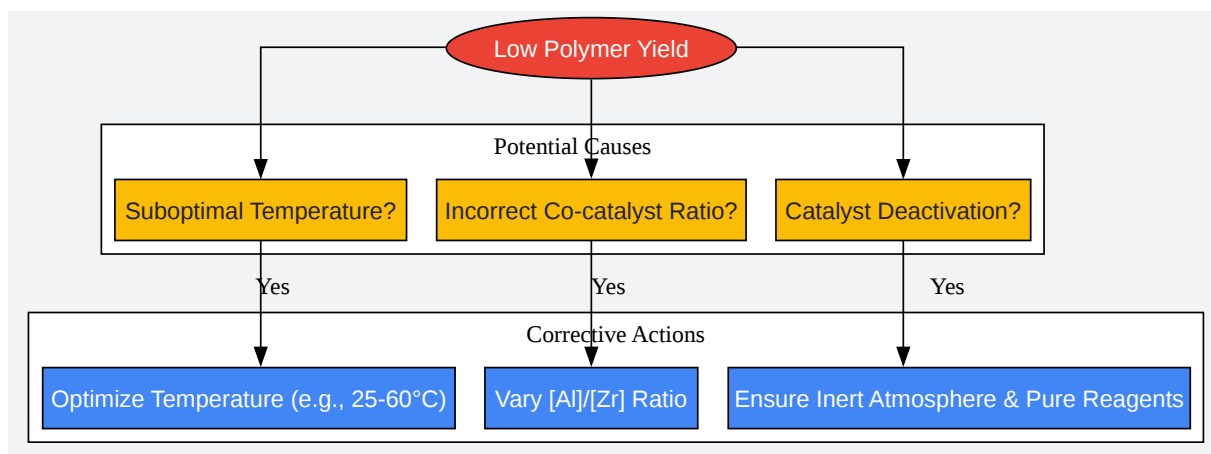 Low Polymer Yield
Potential Causes
Suboptimal Temperature?
Incorrect Co-catalyst Ratio?
Catalyst Deactivation?
Yes
Yes
Yes
Corrective Actions
Optimize Temperature (e.g., 25-60°C)
Vary [Al]/[Zr] Ratio
Ensure Inert Atmosphere & Pure Reagents